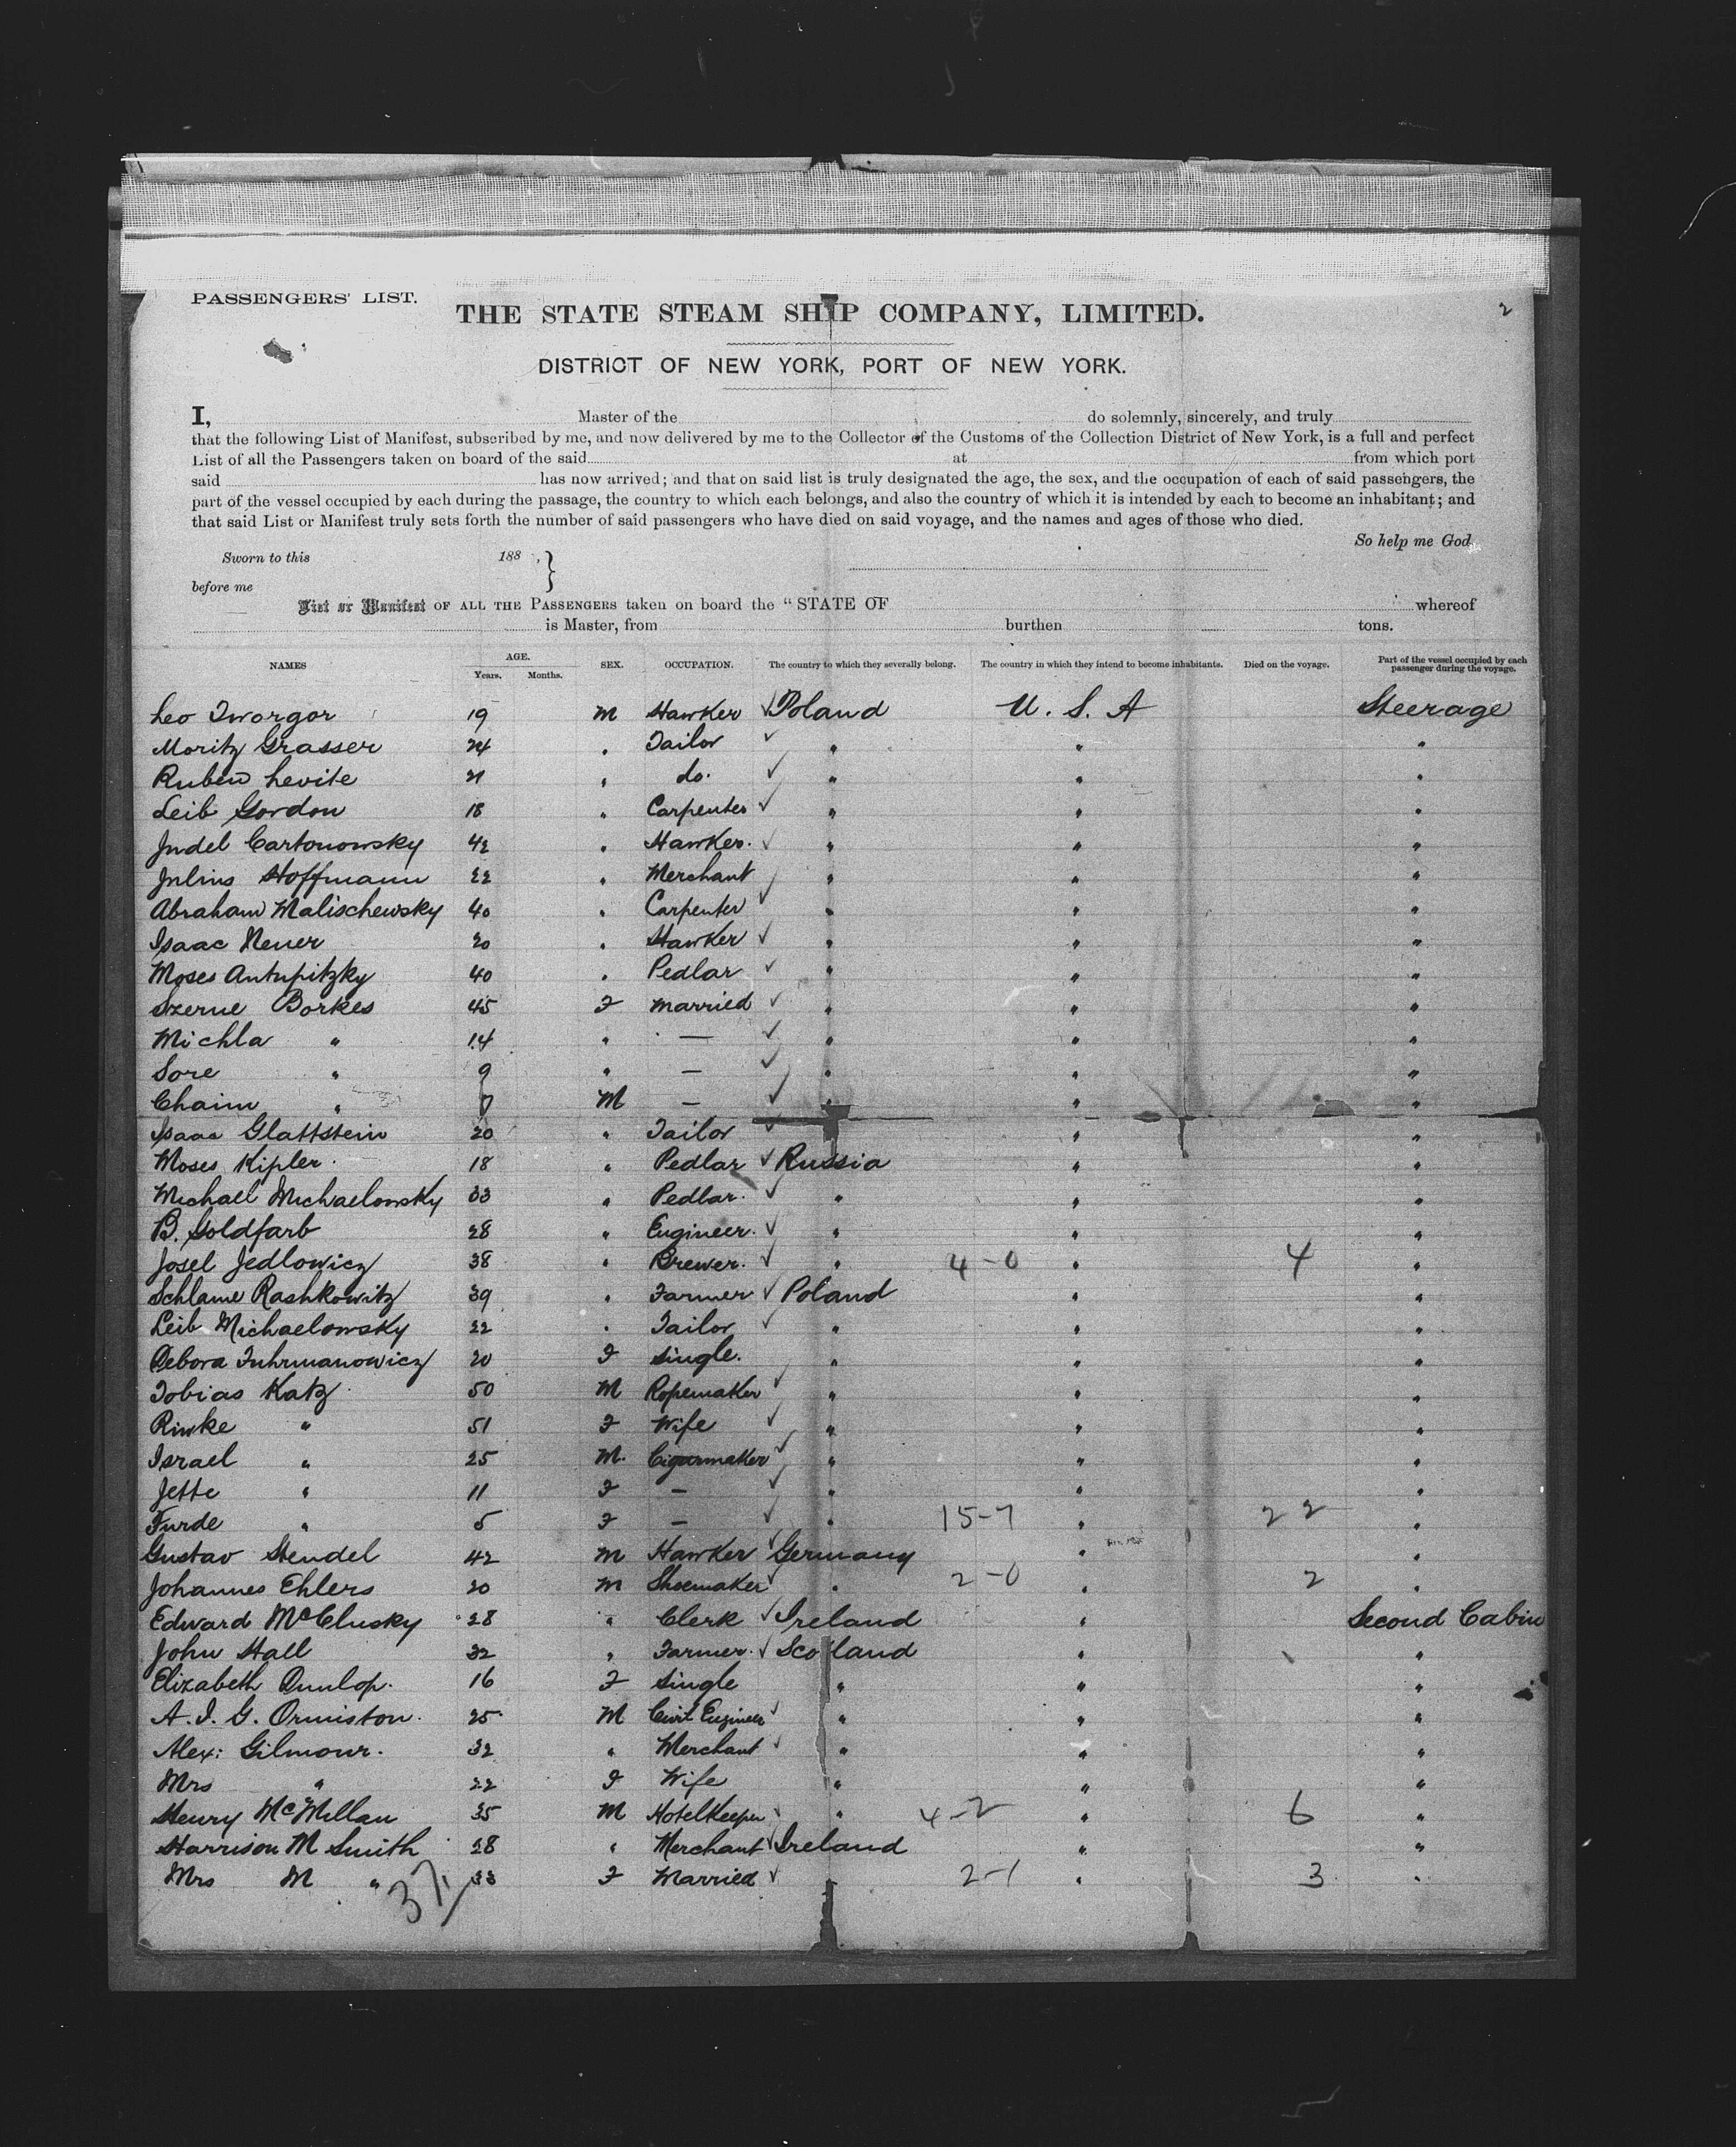 2
PASSENGERS' LIST.
THE STATE STEAM SHIP COMPANY, LIMITED.
DISTRICT OF NEW YORK, PORT OF NEW YORK.
I, Master of the do solemnly, sincerely, and truly
that the following List of Manifest, subscribed by me, and now delivered by me to the Collector of the Customs of the Collection District of New York, is a full and perfect
List of all the Passengers taken on board of the said at from which port
said has now arrived; and that on said list is truly designated the age, the sex, and the occupation of each of said passengers, the
part of the vessel occupied by each during the passage, the country to which each belongs, and also the country of which it is intended by each to become an inhabitant; and
that said List or Manifest truly sets forth the number of said passengers who have died on said voyage, and the names and ages of those who died.
So help me God
Sworn to this 188 , }
before me
List or Manifest OF ALL THE PASSENGERS taken on board the "STATE OF whereof
is Master, from burthen tons.
NAMES AGE. Years. Months. SEX. OCCUPATION. The country to which they severally belong. The country in which they intend to become inhabitants. Died on the voyage. Part of the vessel occupied by each passenger during the voyage.
Leo Tworgor 19 M Hawker ✓ Poland U. S. A Steerage
Moritz Grasser 24 " Tailor ✓ " " "
Ruben Levite 21 " do. ✓ " " "
Leib Gordon 18 " Carpenter ✓ " " "
Judel Cartonowsky 42 " Hawker. ✓ " " "
Julius Hoffmann 22 " Merchant ✓ " " "
Abraham Malischewsky 40 " Carpenter ✓ " " "
Isaac Neuer 20 " Hawker ✓ " " "
Moses Antupitzky 40 " Pedlar ✓ " " "
Szerne Borkes 45 F married ✓ " " "
Michla " 14 " — ✓ " " "
Sore " 9 " — ✓ " " "
Chaim " 7 M — ✓ " " "
Isaac Glattstein 20 " Tailor ✓ " "
Moses Kipler 18 " Pedlar ✓ Russia " "
Michael Michaelowsky 33 " Pedlar. ✓ " " "
B. Goldfarb 28 " Engineer. ✓ " " "
Josel Jedlowicz 38 " Brewer. ✓ " 4-0 " 4 "
Schlame Rashkowitz 39 " Farmer ✓ Poland " "
Leib Michaelowsky 22 " Tailor ✓ " " "
Debora Fuhrmanowicz 20 F single. " " "
Tobias Katz 50 M Ropemaker ✓ " " "
Riwke " 51 F Wife ✓ " " "
Israel " 25 M. Cigarmaker ✓ " " "
Jette " 11 F — ✓ " " "
Furde " 5 F — ✓ " 15-7 " 22 "
Gustav Stendel 42 M Hawker ✓ Germany " "
Johannes Ehlers 20 M Shoemaker ✓ " 2-0 " 2 "
Edward McClusky 28 " Clerk ✓ Ireland " Second Cabin
John Hall 32 " Farmer. ✓ Scotland " "
Elizabeth Dunlop. 16 F single " " "
A. I. G. Ormiston. 25 M Civil Engineer ✓ " " "
Alex: Gilmour. 32 " Merchant ✓ " " "
Mrs " 22 F Wife " " "
Henry McMillan 35 M Hotelkeeper " 4-2 " 6 "
Harrison M Smith 28 " Merchant ✓ Ireland " "
Mrs M " 33 F Married ✓ " 2-1 " 3 "
37